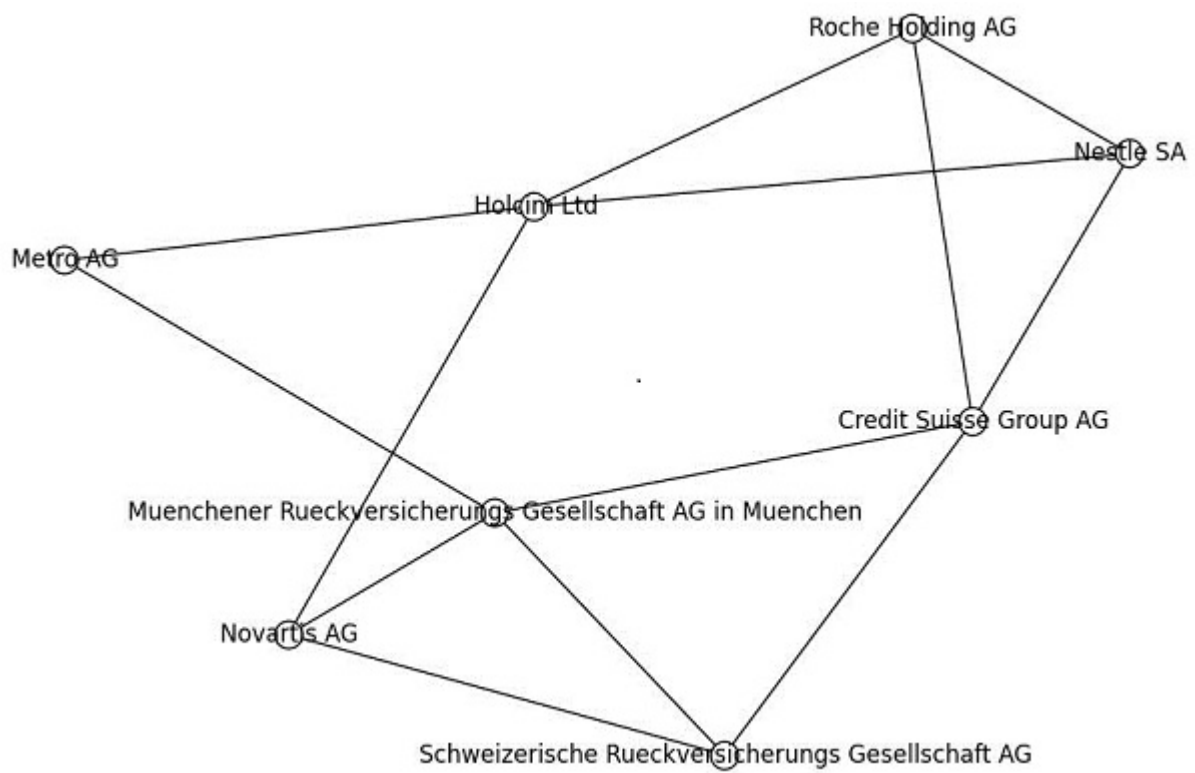 Roche Holding AG
Nestle SA
Holcim Ltd
Metro AG
Credit Suisse Group AG
Muenchener Rueckversicherungs Gesellschaft AG in Muenchen
Novartis AG
Schweizerische Rueckversicherungs Gesellschaft AG